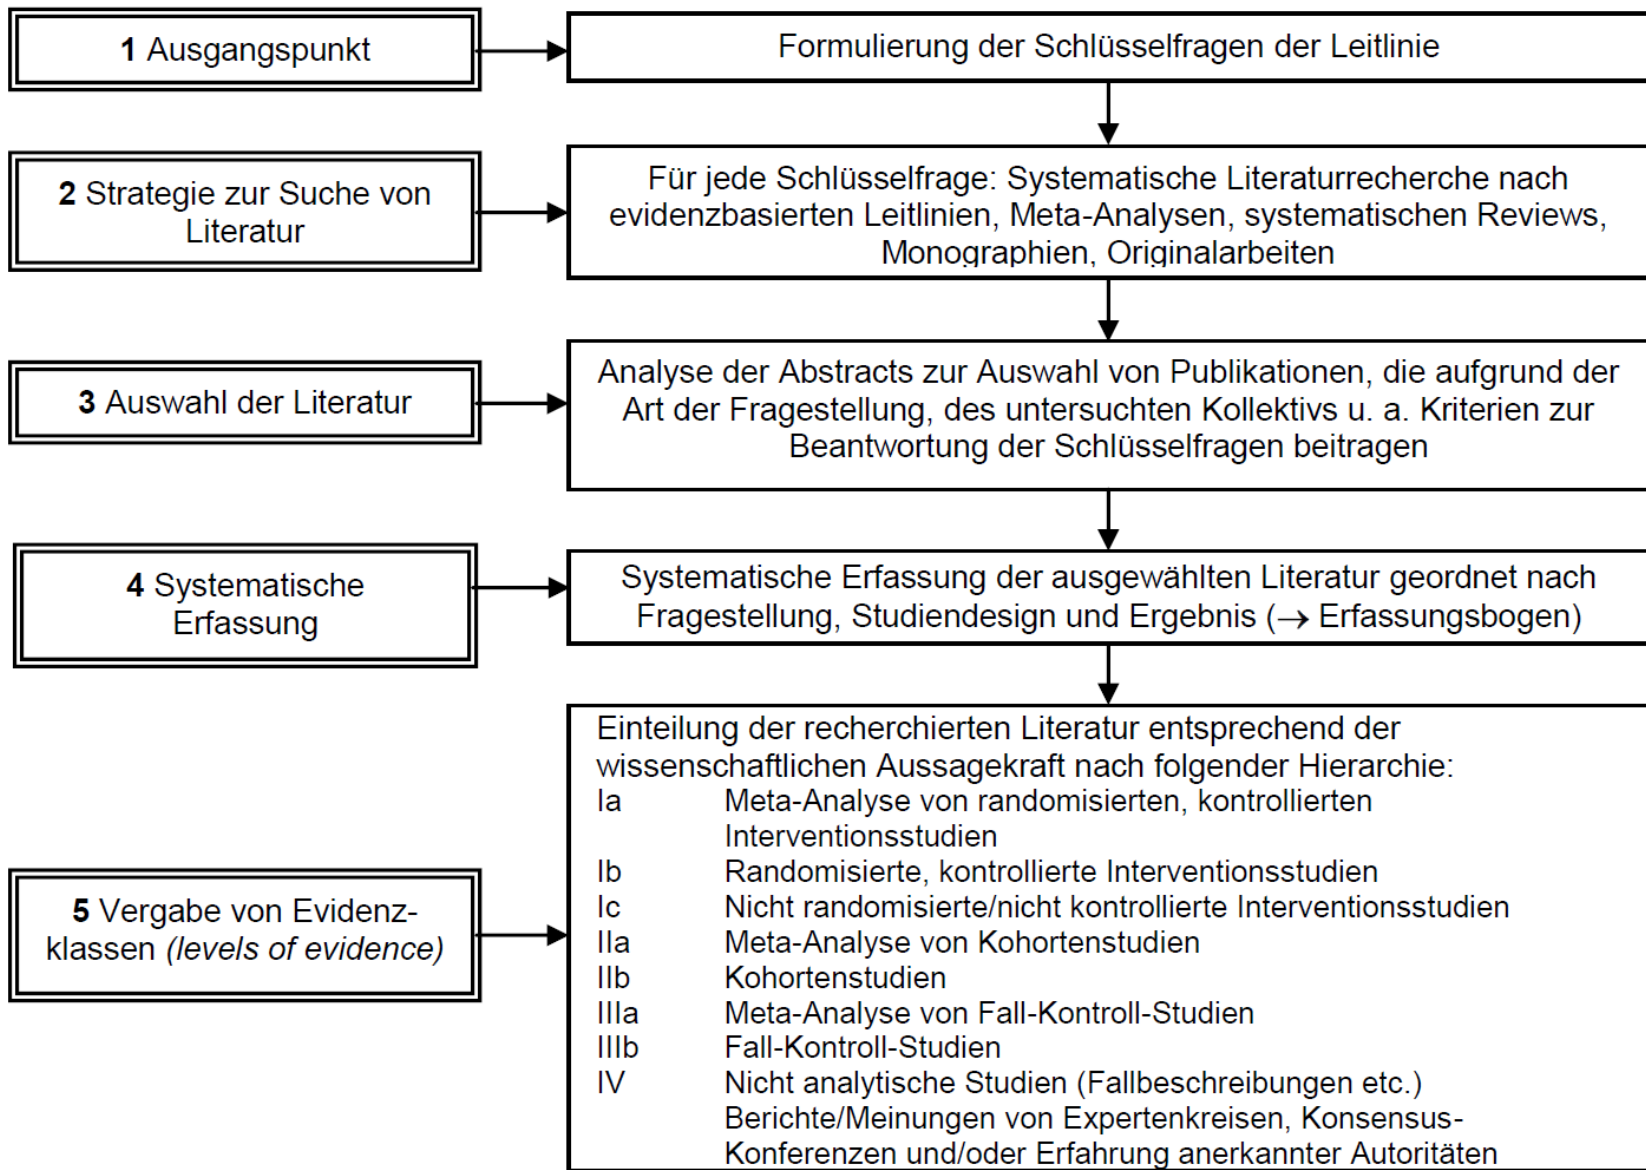 1 Ausgangspunkt
Formulierung der Schlüsselfragen der Leitlinie
2 Strategie zur Suche von
Literatur
Für jede Schlüsselfrage: Systematische Literaturrecherche nach
evidenzbasierten Leitlinien, Meta-Analysen, systematischen Reviews,
Monographien, Originalarbeiten
3 Auswahl der Literatur
Analyse der Abstracts zur Auswahl von Publikationen, die aufgrund der
Art der Fragestellung, des untersuchten Kollektivs u. a. Kriterien zur
Beantwortung der Schlüsselfragen beitragen
4 Systematische
Erfassung
Systematische Erfassung der ausgewählten Literatur geordnet nach
Fragestellung, Studiendesign und Ergebnis (→ Erfassungsbogen)
5 Vergabe von Evidenz-
klassen (levels of evidence)
Einteilung der recherchierten Literatur entsprechend der
wissenschaftlichen Aussagekraft nach folgender Hierarchie:
Ia Meta-Analyse von randomisierten, kontrollierten
Interventionsstudien
Ib Randomisierte, kontrollierte Interventionsstudien
Ic Nicht randomisierte/nicht kontrollierte Interventionsstudien
IIa Meta-Analyse von Kohortenstudien
IIb Kohortenstudien
IIIa Meta-Analyse von Fall-Kontroll-Studien
IIIb Fall-Kontroll-Studien
IV Nicht analytische Studien (Fallbeschreibungen etc.)
Berichte/Meinungen von Expertenkreisen, Konsensus-
Konferenzen und/oder Erfahrung anerkannter Autoritäten